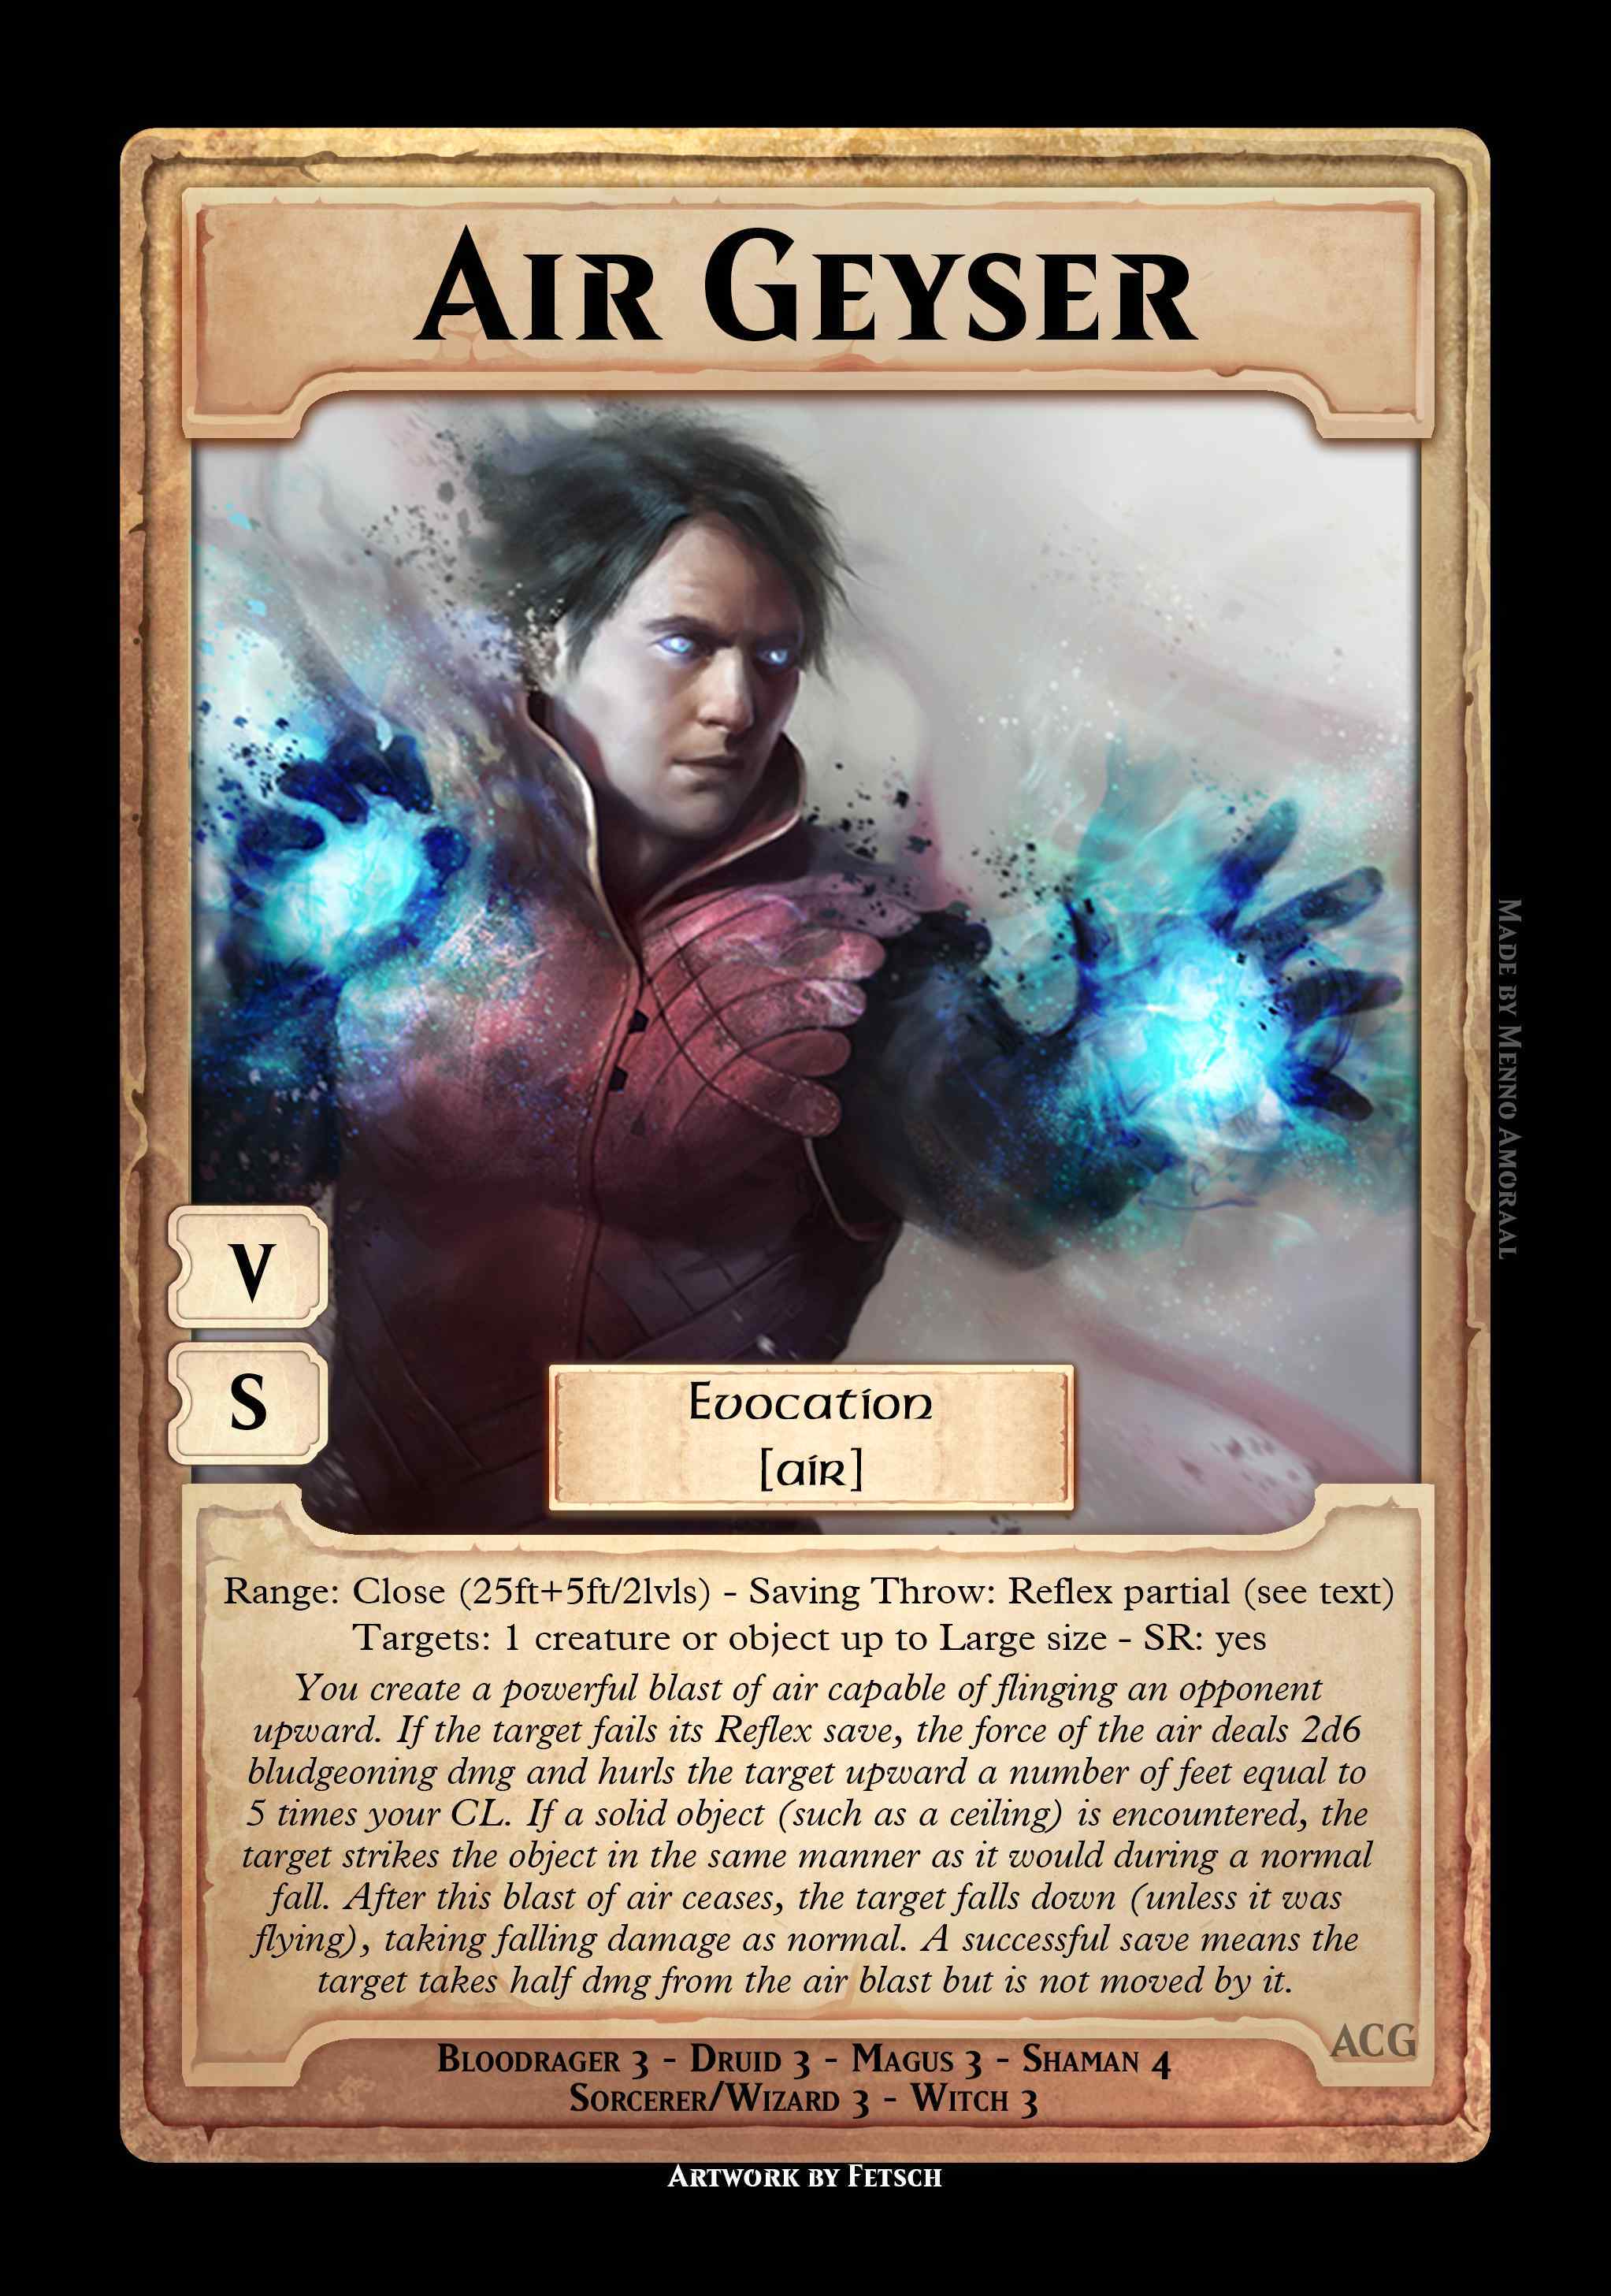 Air Geyser
V
S
Evocation
[air]
Range: Close (25ft+5ft/2lvls) - Saving Throw: Reflex partial (see text)
Targets: 1 creature or object up to Large size - SR: yes
You create a powerful blast of air capable of flinging an opponent
upward. If the target fails its Reflex save, the force of the air deals 2d6
bludgeoning dmg and hurls the target upward a number of feet equal to
5 times your CL. If a solid object (such as a ceiling) is encountered, the
target strikes the object in the same manner as it would during a normal
fall. After this blast of air ceases, the target falls down (unless it was
flying), taking falling damage as normal. A successful save means the
target takes half dmg from the air blast but is not moved by it.
ACG
Bloodrager 3 - Druid 3 - Magus 3 - Shaman 4
Sorcerer/Wizard 3 - Witch 3
Artwork by Fetsch
Made by Menno Amoraal